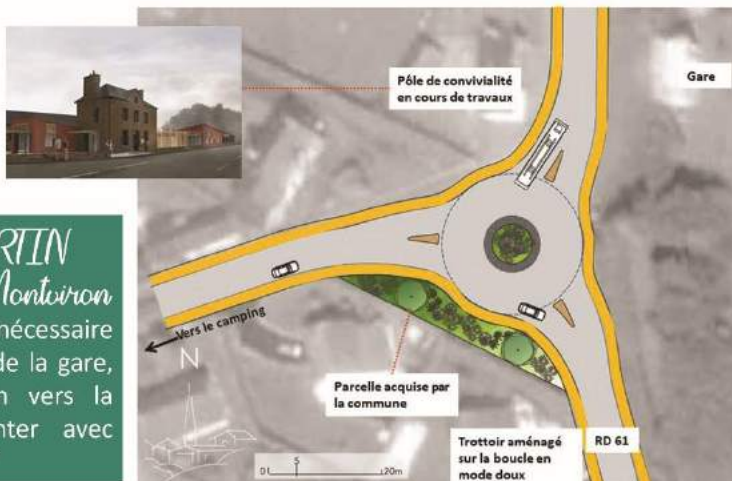 Pôle de convivialité
en cours de travaux
Gare
RTIN
Montviron
nécessaire
de la gare,
n vers la
nter avec
Vers le camping
N
Parcelle acquise par
la commune
Trottoir aménagé
sur la boucle en
mode doux
RD 61
0 5 20m